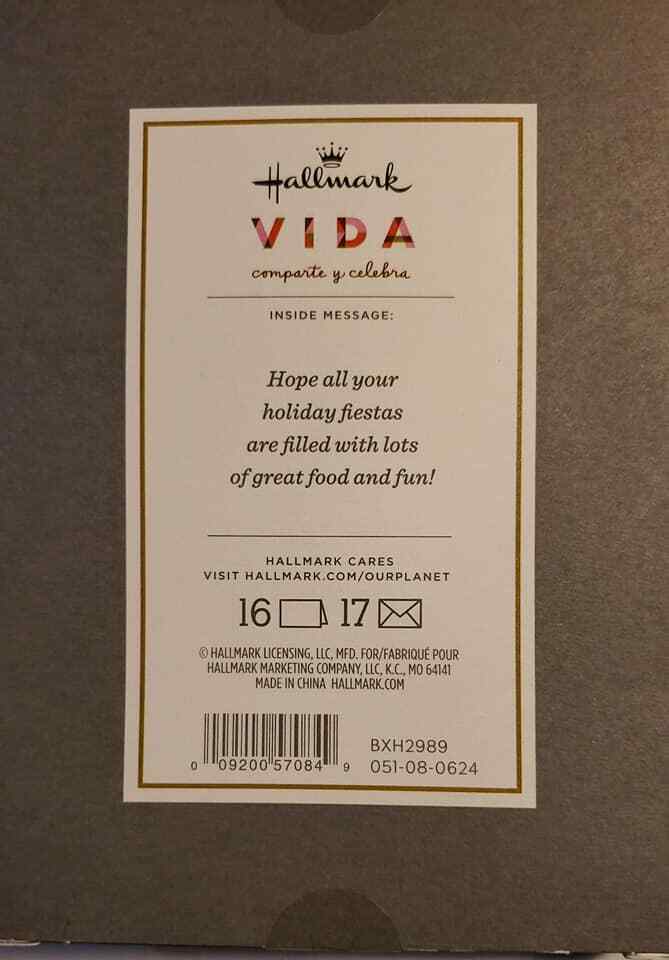 Hallmark
VIDA
comparte y celebra
INSIDE MESSAGE:
Hope all your
holiday fiestas
are filled with lots
of great food and fun!
HALLMARK CARES
VISIT HALLMARK.COM/OURPLANET
16 17
© HALLMARK LICENSING, LLC, MFD. FOR/FABRIQUÉ POUR
HALLMARK MARKETING COMPANY, LLC, K.C., MO 64141
MADE IN CHINA HALLMARK.COM
BXH2989
0 09200 57084 9 051-08-0624